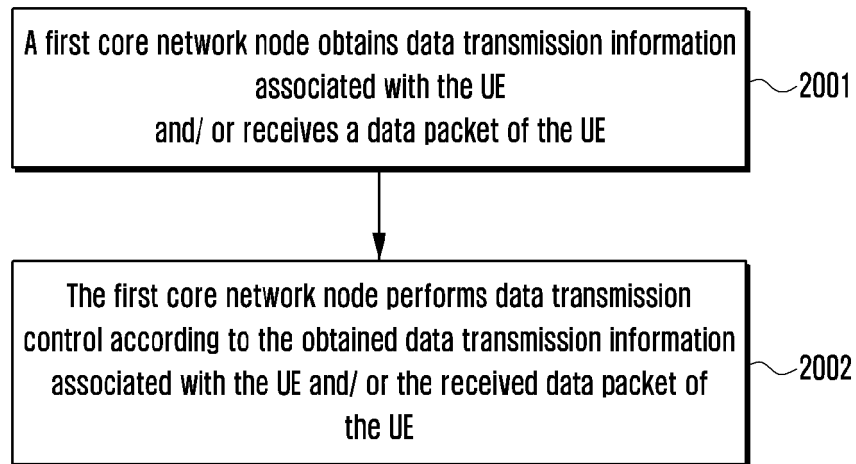 A first core network node obtains data transmission information
associated with the UE
and/ or receives a data packet of the UE
2001
The first core network node performs data transmission
control according to the obtained data transmission information
associated with the UE and/ or the received data packet of
the UE
2002